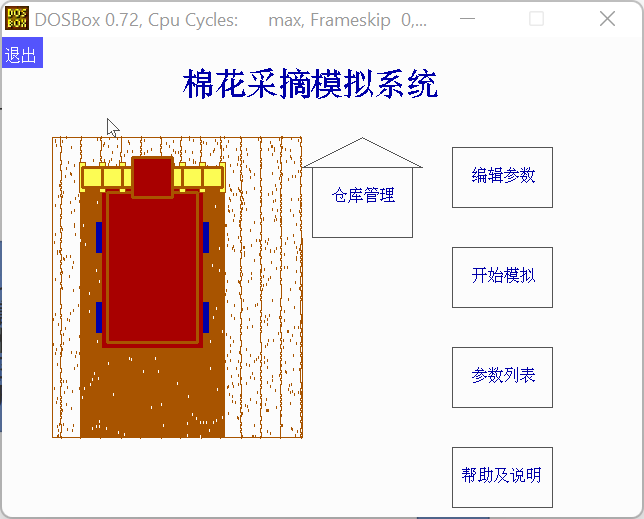 DOSBox 0.72, Cpu Cycles: max, Frameskip 0,...
退出
棉花采摘模拟系统
仓库管理
编辑参数
开始模拟
参数列表
帮助及说明